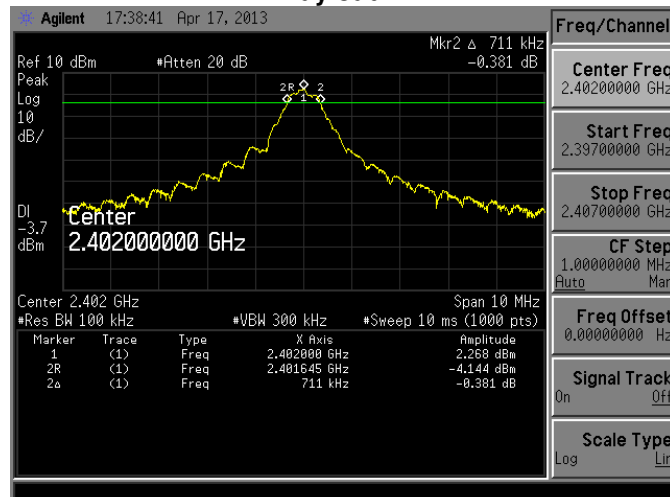 Agilent 17:38:41 Apr 17, 2013
Mkr2 Δ 711 kHz
Ref 10 dBm #Atten 20 dB -0.381 dB
Peak
Log
10
dB/
2R 2
1
DI
-3.7
dBm
Center
2.402000000 GHz
Center 2.402 GHz Span 10 MHz
#Res BW 100 kHz #VBW 300 kHz #Sweep 10 ms (1000 pts)
Marker Trace Type X Axis Amplitude
1 (1) Freq 2.402000 GHz 2.268 dBm
2R (1) Freq 2.401645 GHz -4.144 dBm
2Δ (1) Freq 711 kHz -0.381 dB
Freq/Channel
Center Freq
2.40200000 GHz
Start Freq
2.39700000 GHz
Stop Freq
2.40700000 GHz
CF Step
1.00000000 MHz
Auto Man
Freq Offset
0.00000000 Hz
Signal Track
On Off
Scale Type
Log Lin